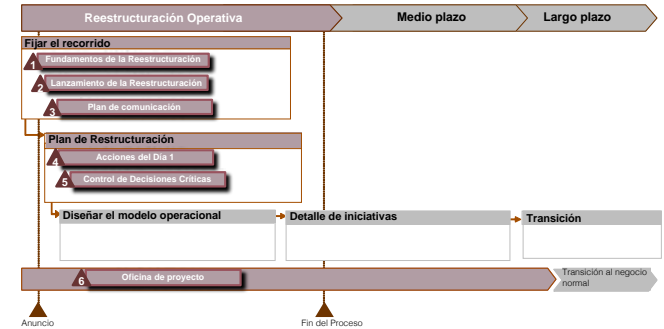 Reestructuración Operativa
Medio plazo
Largo plazo
Fijar el recorrido
1 Fundamentos de la Reestructuración
2 Lanzamiento de la Reestructuración
3 Plan de comunicación
Plan de Restructuración
4 Acciones del Día 1
5 Control de Decisiones Críticas
Diseñar el modelo operacional
Detalle de iniciativas
Transición
6 Oficina de proyecto
Transición al negocio
normal
Anuncio
Fin del Proceso